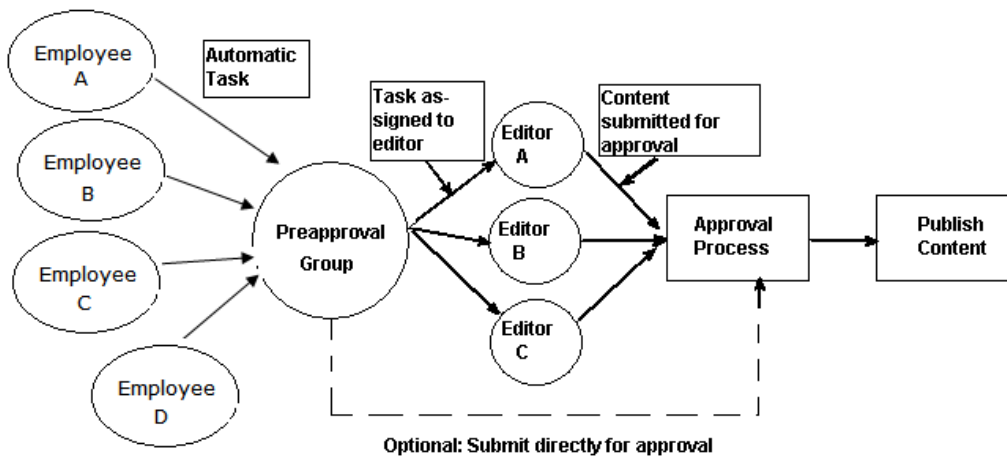 Employee
A
Automatic
Task
Employee
B
Employee
C
Employee
D
Preapproval
Group
Task as-
signed to
editor
Editor
A
Editor
B
Editor
C
Content
submitted for
approval
Approval
Process
Publish
Content
Optional: Submit directly for approval